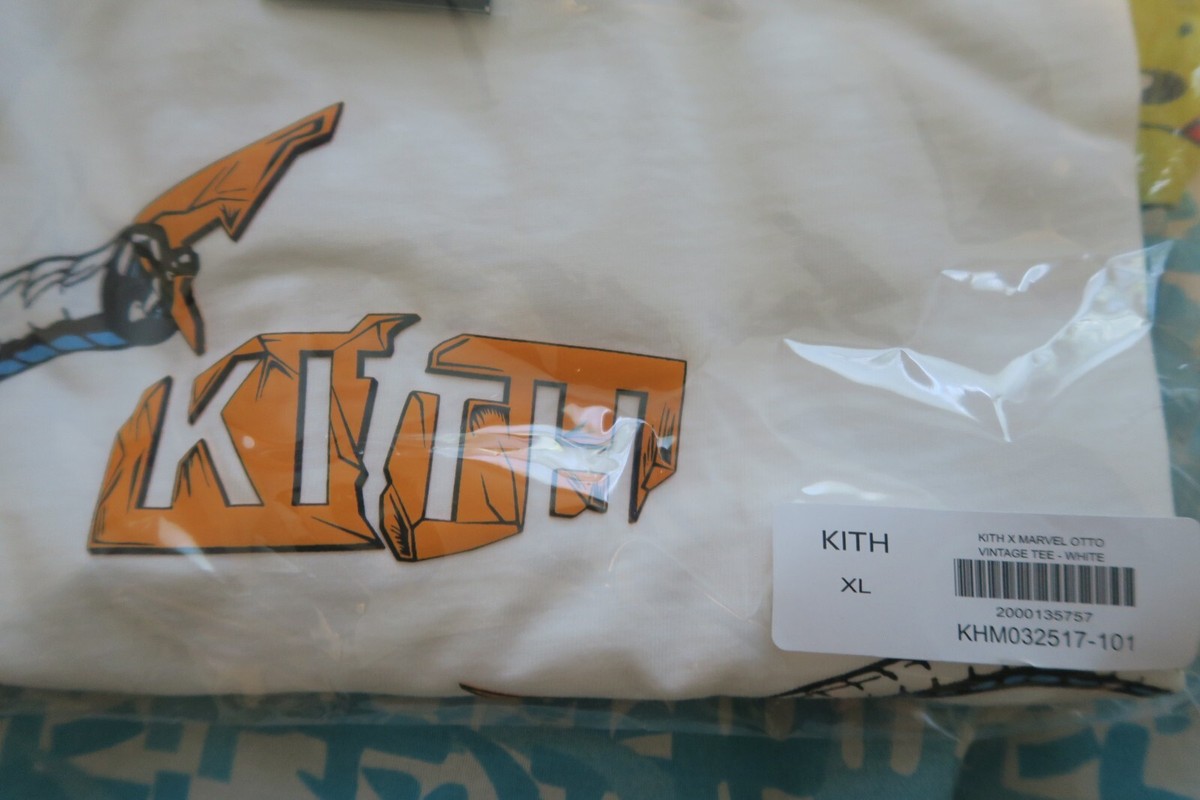 KITH
KITH
XL
KITH X MARVEL OTTO
VINTAGE TEE - WHITE
2000135757
KHM032517-101